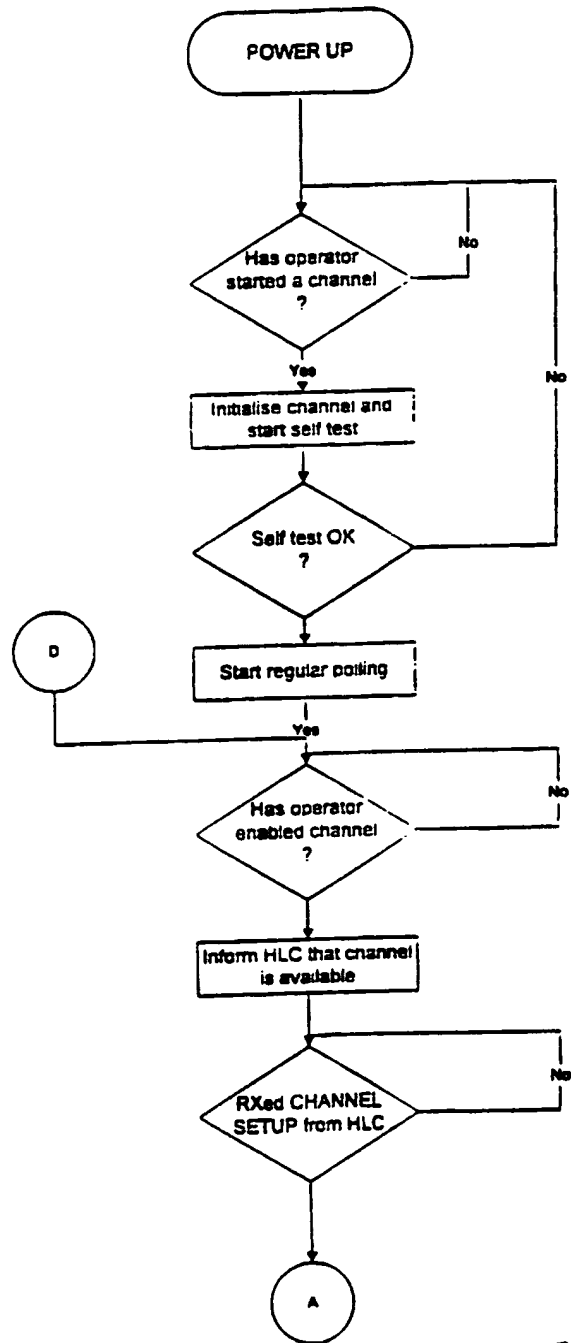 POWER UP
Has operator
started a channel
?
No
Yes
No
Initialise channel and
start self test
Self test OK
?
D
Start regular polling
Yes
Has operator
enabled channel
?
No
Inform HLC that channel
is available
RXed CHANNEL
SETUP from HLC
No
A